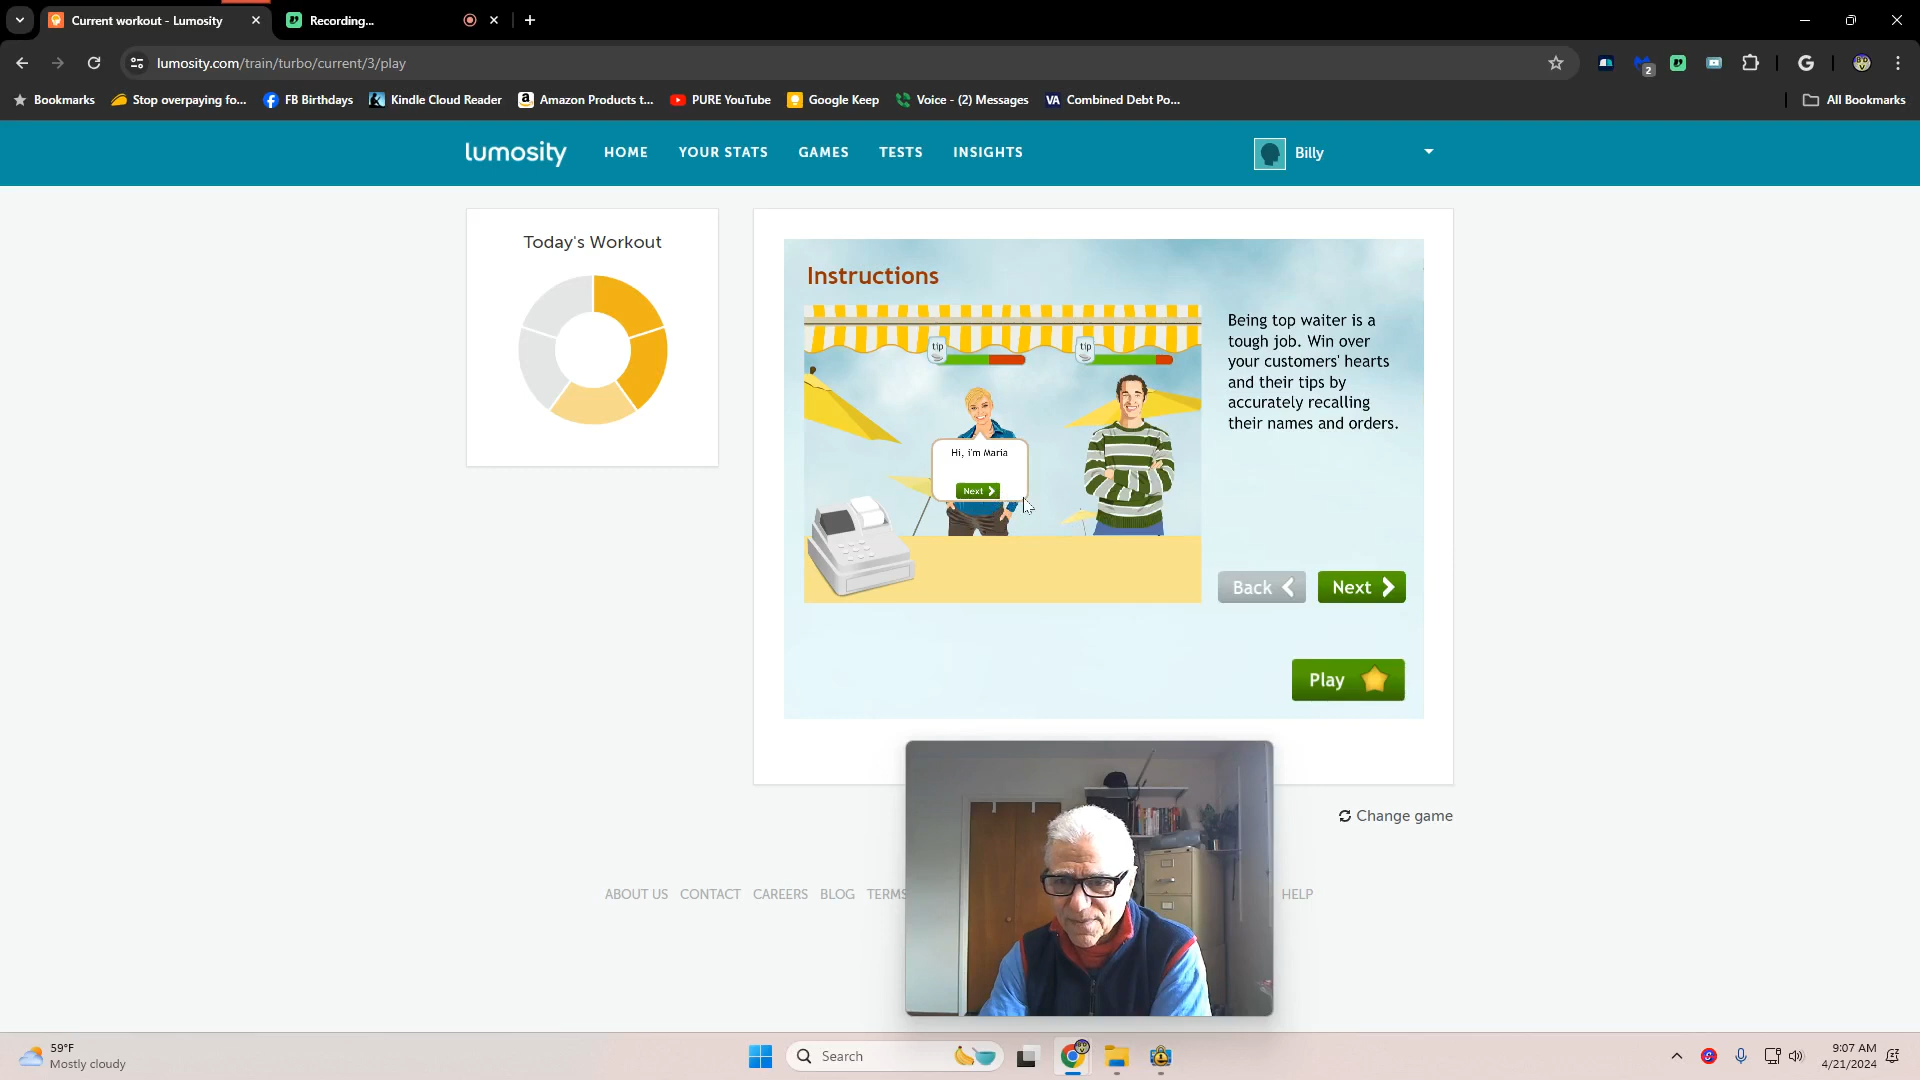 Current workout - Lumosity
Recording...
lumosity.com/train/turbo/current/3/play
2
Bookmarks
Stop overpaying fo...
FB Birthdays
Kindle Cloud Reader
Amazon Products t...
PURE YouTube
Google Keep
Voice - (2) Messages
VA Combined Debt Po...
All Bookmarks
lumosity
HOME
YOUR STATS
GAMES
TESTS
INSIGHTS
Billy
Today's Workout
Instructions
tip
tip
Hi, i'm Maria
Next
Being top waiter is a
tough job. Win over
your customers' hearts
and their tips by
accurately recalling
their names and orders.
Back
Next
Play
Change game
ABOUT US
CONTACT
CAREERS
BLOG
TERMS
HELP
59°F
Mostly cloudy
Search
9:07 AM
4/21/2024